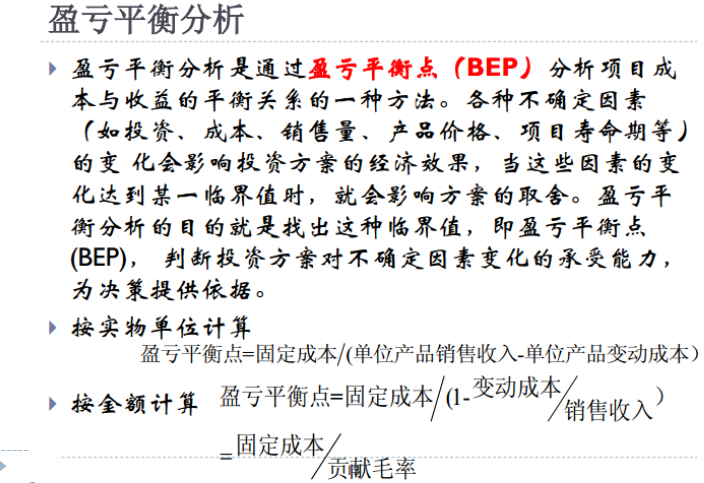 盈亏平衡分析
盈亏平衡分析是通过盈亏平衡点（BEP）分析项目成
本与收益的平衡关系的一种方法。各种不确定因素
（如投资、成本、销售量、产品价格、项目寿命期等）
的变 化会影响投资方案的经济效果，当这些因素的变
化达到某一临界值时，就会影响方案的取舍。盈亏平
衡分析的目的就是找出这种临界值，即盈亏平衡点
(BEP)， 判断投资方案对不确定因素变化的承受能力，
为决策提供依据。
按实物单位计算
盈亏平衡点=固定成本/(单位产品销售收入-单位产品变动成本）
按金额计算 盈亏平衡点=固定成本/(1-变动成本/销售收入）
=固定成本/贡献毛率